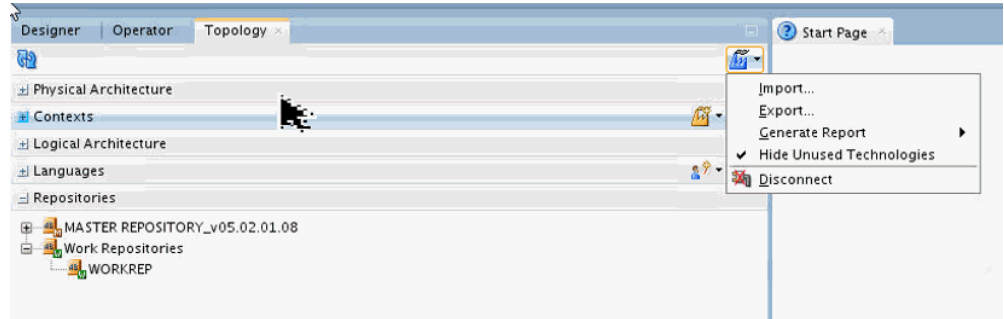 Designer Operator Topology
Start Page
Physical Architecture
Contexts
Logical Architecture
Languages
Repositories
MASTER REPOSITORY_v05.02.01.08
Work Repositories
WORKREP
Import...
Export...
Generate Report
Hide Unused Technologies
Disconnect